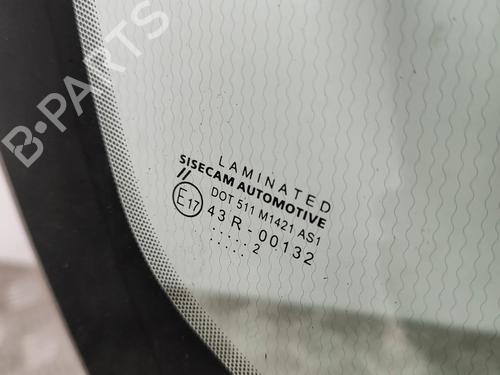 B·PARTS
LAMINATED
SISECAM AUTOMOTIVE
// DOT 511 M1421 AS1
E17 43R-00132
.....
..... 2